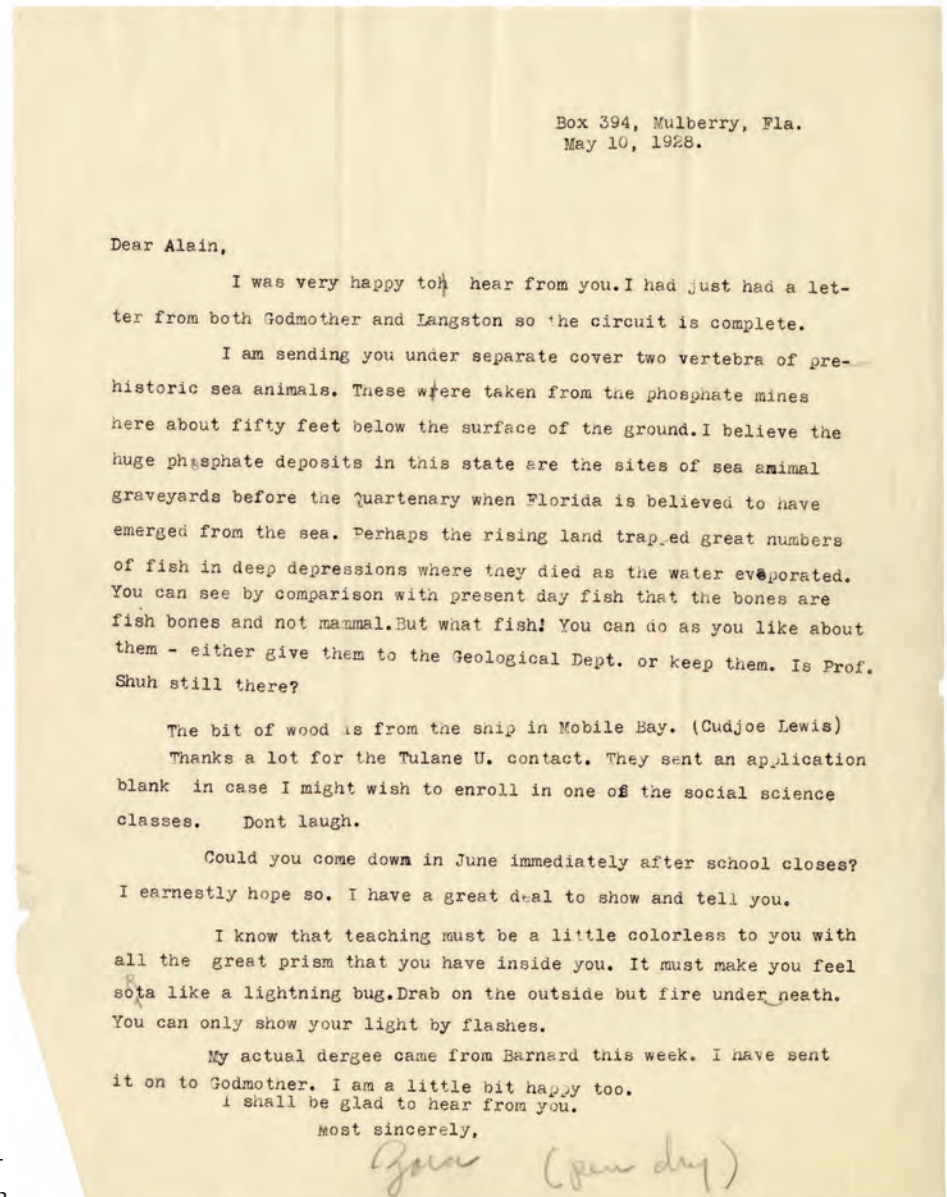 Box 394, Mulberry, Fla.
May 10, 1928.
Dear Alain,
I was very happy to hear from you.I had just had a let-
ter from both Godmother and Langston so the circuit is complete.
I am sending you under separate cover two vertebra of pre-
historic sea animals. These were taken from the phosphate mines
here about fifty feet below the surface of the ground.I believe the
huge phosphate deposits in this state are the sites of sea animal
graveyards before the Quartenary when Florida is believed to have
emerged from the sea. Perhaps the rising land trapped great numbers
of fish in deep depressions where they died as the water evaporated.
You can see by comparison with present day fish that the bones are
fish bones and not mammal.But what fish! You can do as you like about
them - either give them to the Geological Dept. or keep them. Is Prof.
Shuh still there?
The bit of wood is from the ship in Mobile Bay. (Cudjoe Lewis)
Thanks a lot for the Tulane U. contact. They sent an application
blank in case I might wish to enroll in one of the social science
classes. Dont laugh.
Could you come down in June immediately after school closes?
I earnestly hope so. I have a great deal to show and tell you.
I know that teaching must be a little colorless to you with
all the great prism that you have inside you. It must make you feel
sorta like a lightning bug.Drab on the outside but fire underneath.
You can only show your light by flashes.
My actual dergee came from Barnard this week. I have sent
it on to Godmother. I am a little bit happy too.
I shall be glad to hear from you.
Most sincerely,
Zora (pen dry)